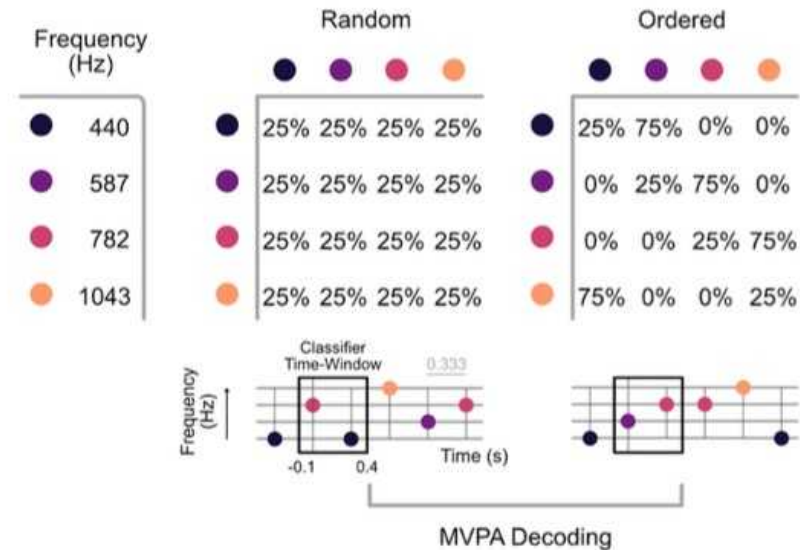 Random Ordered
Frequency
(Hz)
440 25% 25% 25% 25% 25% 75% 0% 0%
587 25% 25% 25% 25% 0% 25% 75% 0%
782 25% 25% 25% 25% 0% 0% 25% 75%
1043 25% 25% 25% 25% 75% 0% 0% 25%
Classifier
Time-Window 0.333
Frequency
(Hz)
Time (s)
-0.1 0.4
MVPA Decoding